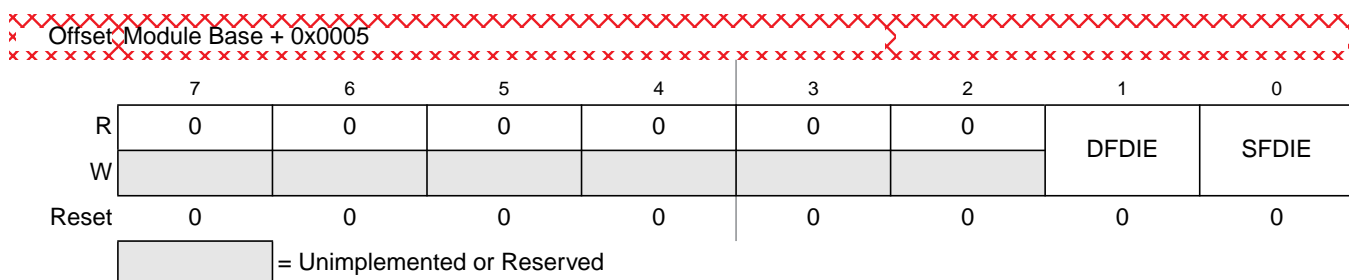 Offset Module Base + 0x0005
7 6 5 4 3 2 1 0
R 0 0 0 0 0 0 DFDIE SFDIE
W
Reset 0 0 0 0 0 0 0 0
= Unimplemented or Reserved